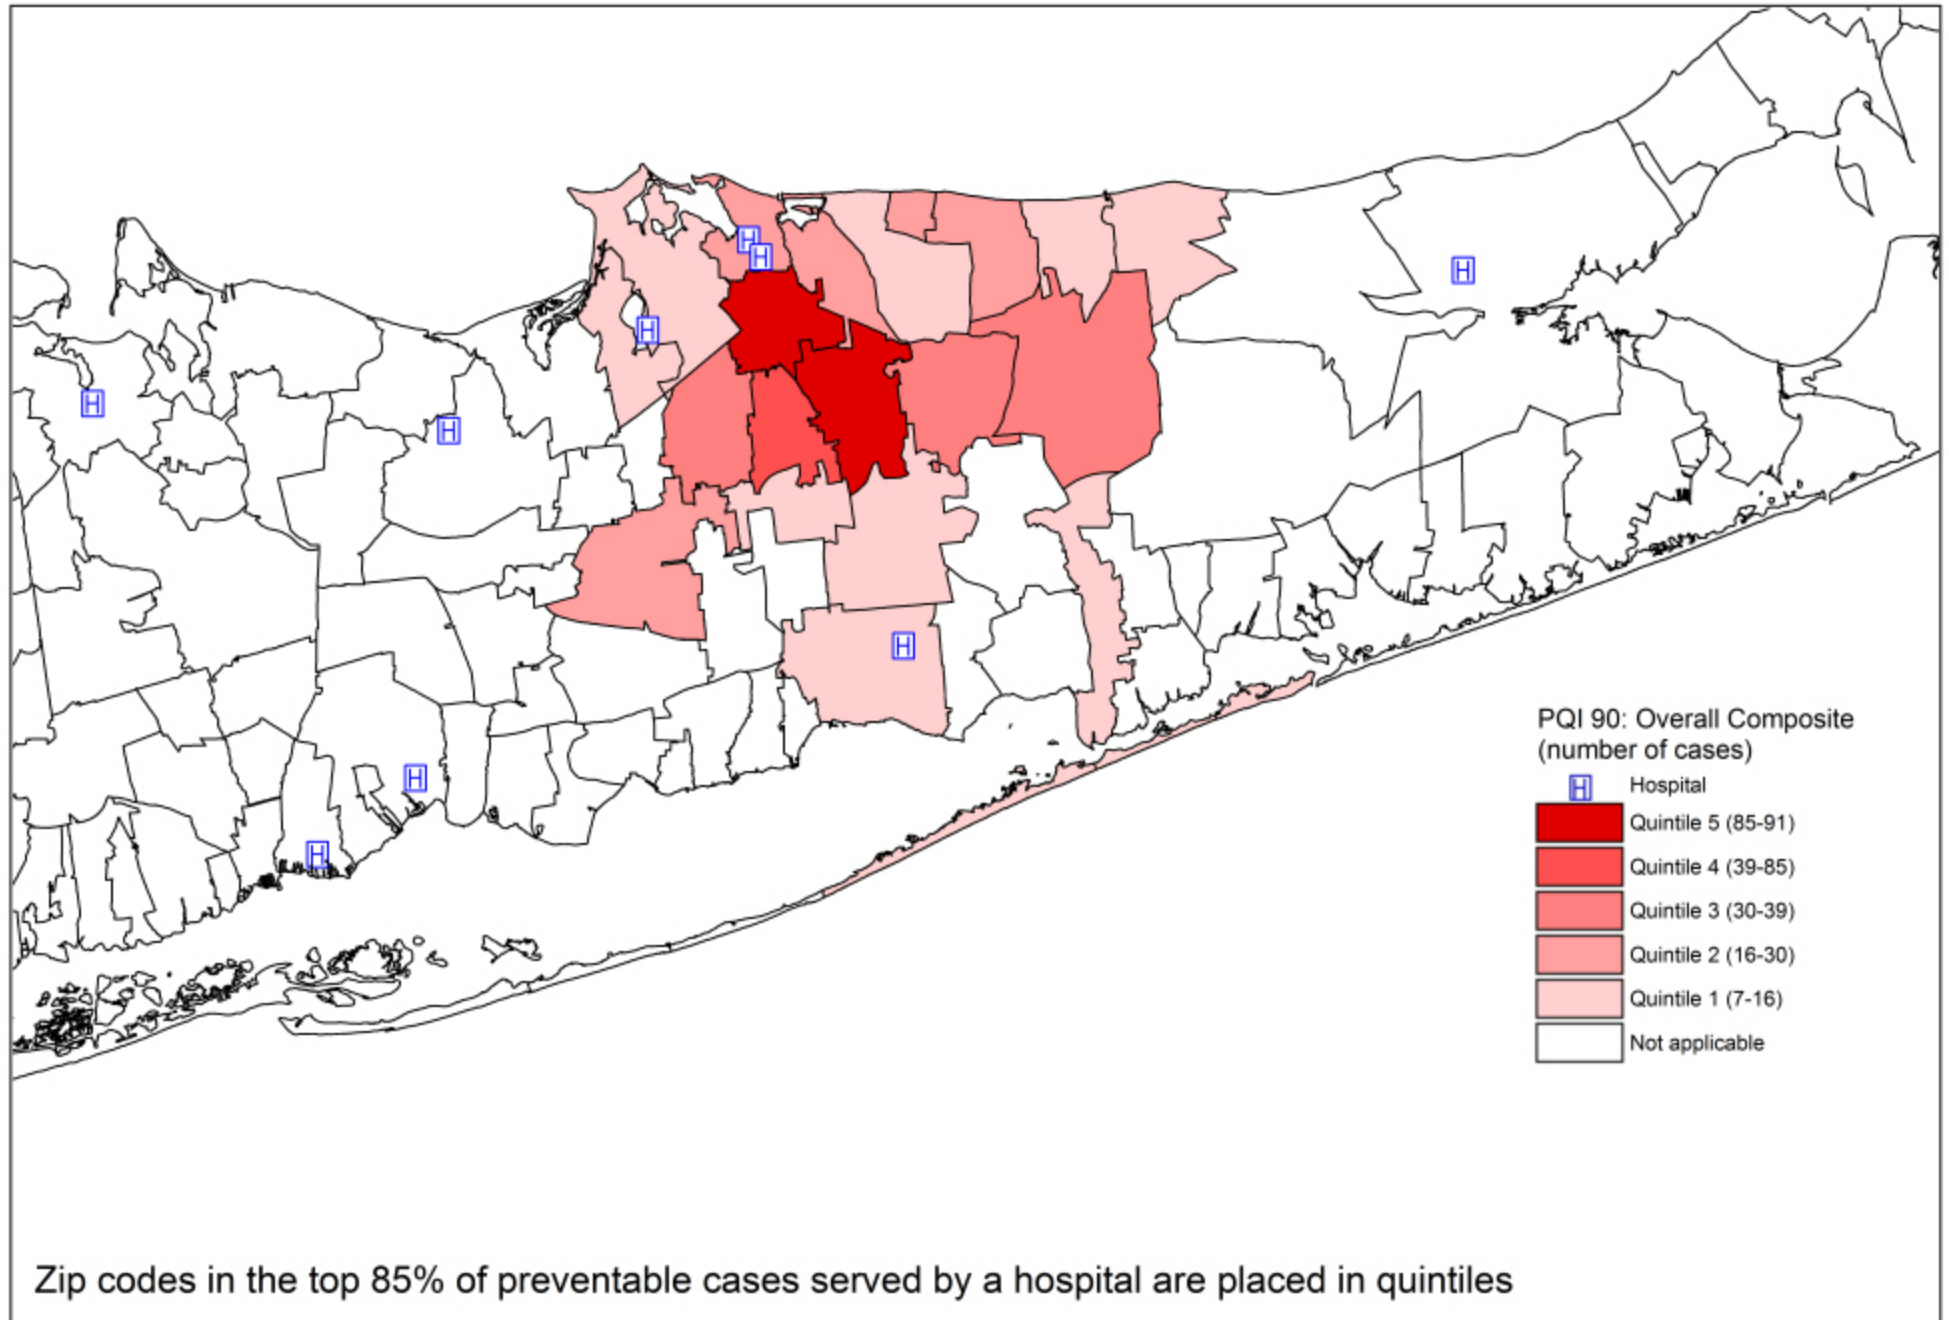 H
H
H
H
H
H
H
H
H
PQI 90: Overall Composite
(number of cases)
H Hospital
Quintile 5 (85-91)
Quintile 4 (39-85)
Quintile 3 (30-39)
Quintile 2 (16-30)
Quintile 1 (7-16)
Not applicable
Zip codes in the top 85% of preventable cases served by a hospital are placed in quintiles